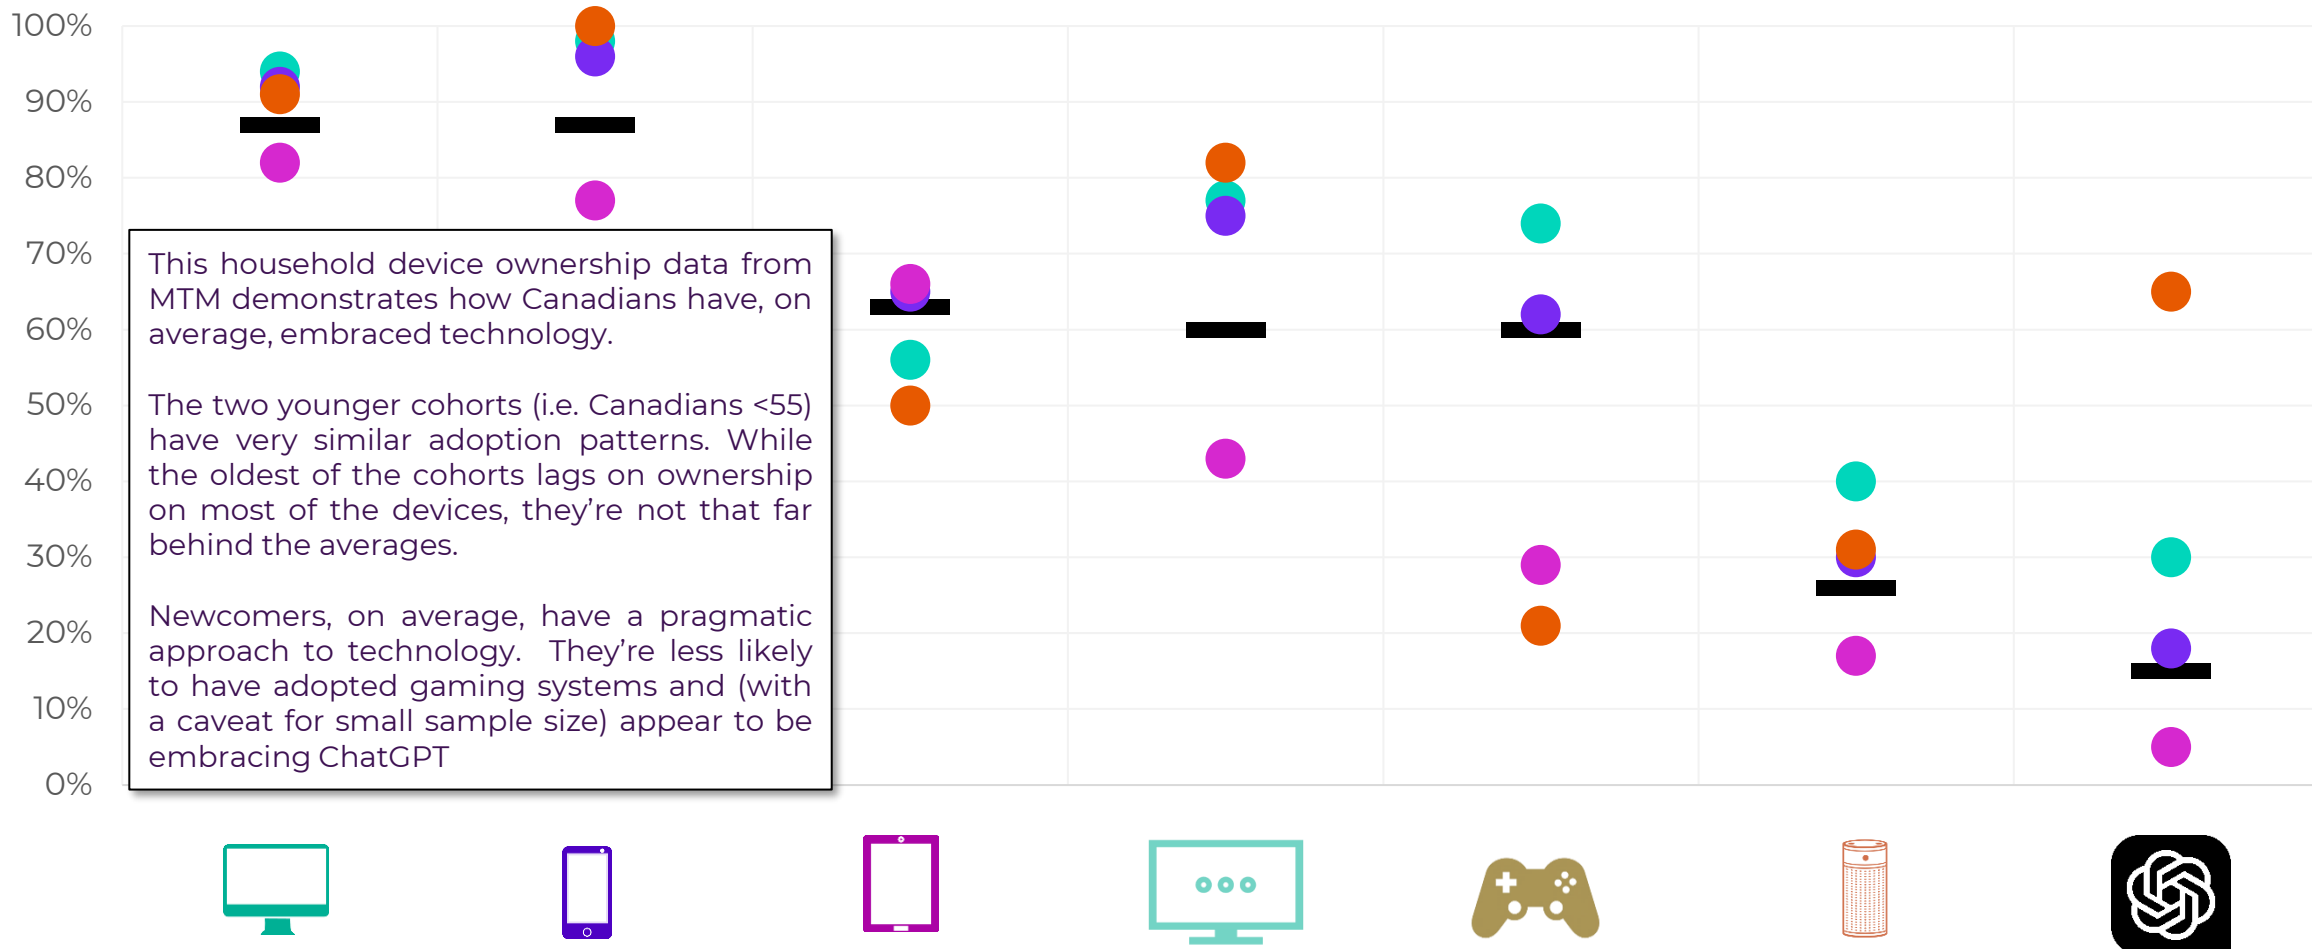 100%
90%
80%
70%
60%
50%
40%
30%
20%
10%
0%
This household device ownership data from
MTM demonstrates how Canadians have, on
average, embraced technology.
The two younger cohorts (i.e. Canadians <55)
have very similar adoption patterns. While
the oldest of the cohorts lags on ownership
on most of the devices, they’re not that far
behind the averages.
Newcomers, on average, have a pragmatic
approach to technology.  They’re less likely
to have adopted gaming systems and (with
a caveat for small sample size) appear to be
embracing ChatGPT